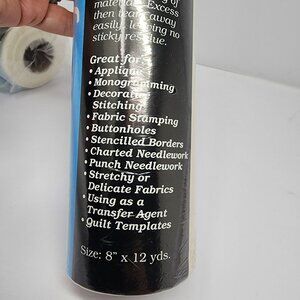 materials. Excess
then tears away
easily, leaving no
sticky residue.
Great for:
• Appliqué
• Monogramming
• Decorative
Stitching
• Fabric Stamping
• Buttonholes
• Stencilled Borders
• Charted Needlework
• Punch Needlework
• Stretchy or
Delicate Fabrics
• Using as a
Transfer Agent
• Quilt Templates
Size: 8" x 12 yds.